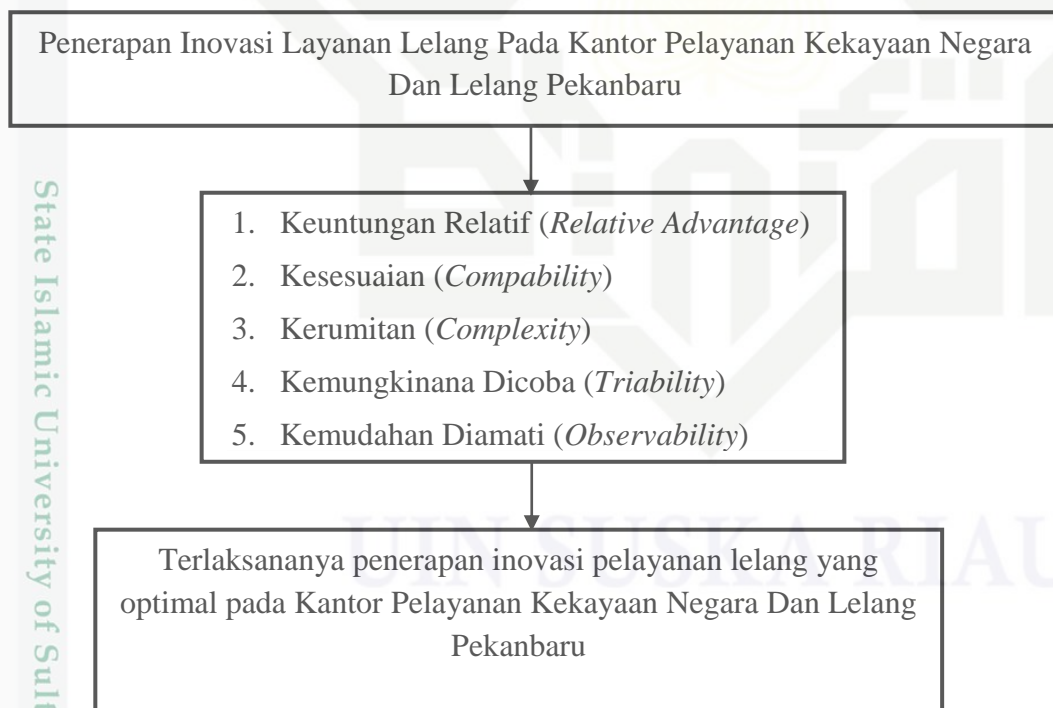 Penerapan Inovasi Layanan Lelang Pada Kantor Pelayanan Kekayaan Negara
Dan Lelang Pekanbaru
1. Keuntungan Relatif (Relative Advantage)
2. Kesesuaian (Compability)
3. Kerumitan (Complexity)
4. Kemungkinana Dicoba (Triability)
5. Kemudahan Diamati (Observability)
Terlaksananya penerapan inovasi pelayanan lelang yang
optimal pada Kantor Pelayanan Kekayaan Negara Dan Lelang
Pekanbaru
State Islamic University of Sult
UIN SUSKA RIAU